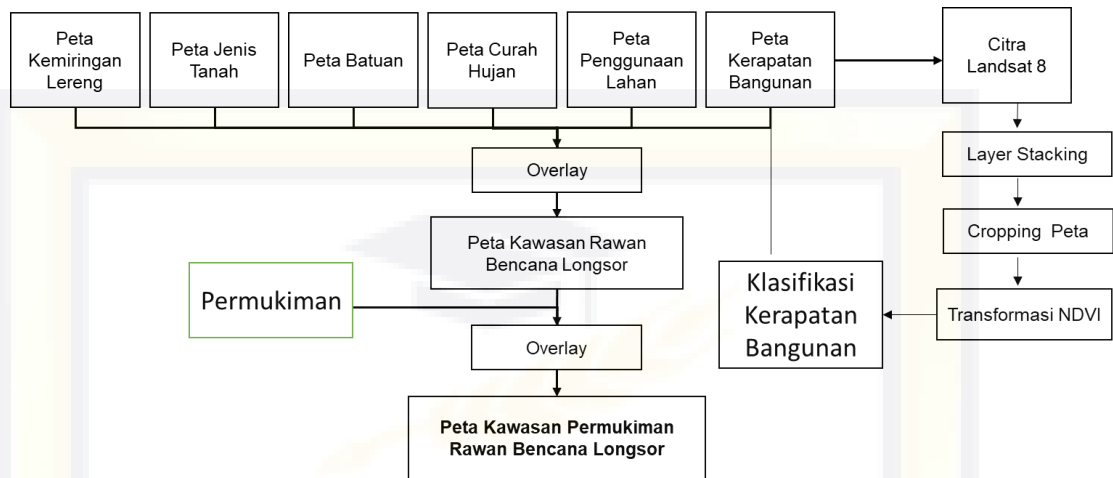 Peta
Kemiringan
Lereng
Peta Jenis
Tanah
Peta Batuan
Peta Curah
Hujan
Peta
Penggunaan
Lahan
Peta
Kerapatan
Bangunan
Citra
Landsat 8
Layer Stacking
Overlay
Cropping Peta
Peta Kawasan Rawan
Bencana Longsor
Permukiman
Klasifikasi
Kerapatan
Bangunan
Transformasi NDVI
Overlay
Peta Kawasan Permukiman
Rawan Bencana Longsor